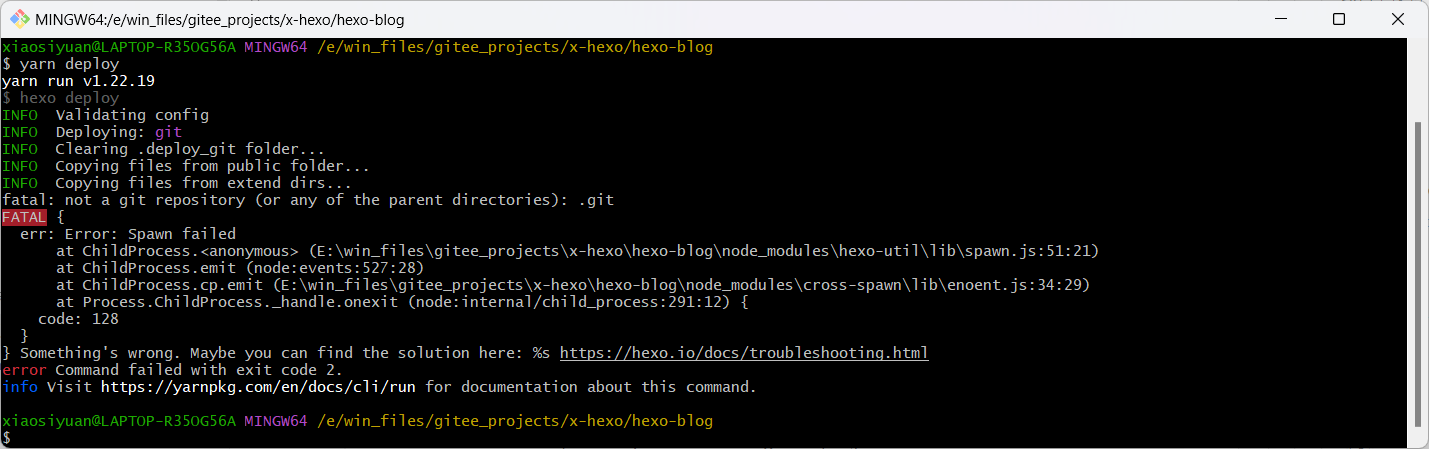 MINGW64:/e/win_files/gitee_projects/x-hexo/hexo-blog
xiaosiyuan@LAPTOP-R35OG56A MINGW64 /e/win_files/gitee_projects/x-hexo/hexo-blog
$ yarn deploy
yarn run v1.22.19
$ hexo deploy
INFO  Validating config
INFO  Deploying: git
INFO  Clearing .deploy_git folder...
INFO  Copying files from public folder...
INFO  Copying files from extend dirs...
fatal: not a git repository (or any of the parent directories): .git
FATAL {
  err: Error: Spawn failed
      at ChildProcess.<anonymous> (E:\win_files\gitee_projects\x-hexo\hexo-blog\node_modules\hexo-util\lib\spawn.js:51:21)
      at ChildProcess.emit (node:events:527:28)
      at ChildProcess.cp.emit (E:\win_files\gitee_projects\x-hexo\hexo-blog\node_modules\cross-spawn\lib\enoent.js:34:29)
      at Process.ChildProcess._handle.onexit (node:internal/child_process:291:12) {
    code: 128
  }
} Something's wrong. Maybe you can find the solution here: %s https://hexo.io/docs/troubleshooting.html
error Command failed with exit code 2.
info Visit https://yarnpkg.com/en/docs/cli/run for documentation about this command.
xiaosiyuan@LAPTOP-R35OG56A MINGW64 /e/win_files/gitee_projects/x-hexo/hexo-blog
$